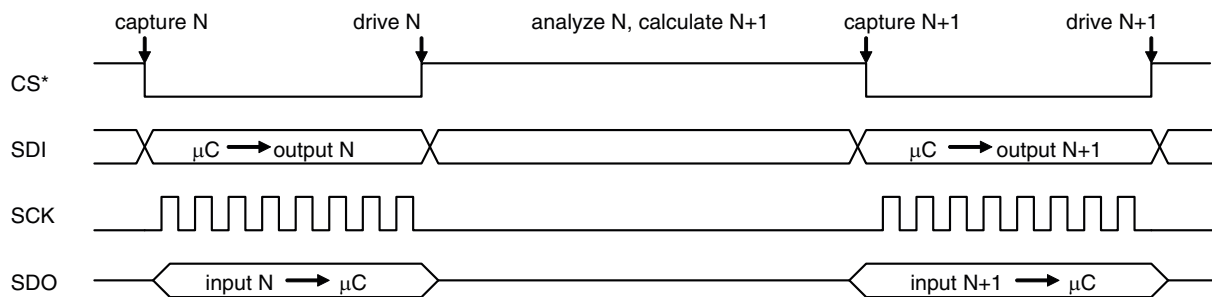 capture N drive N analyze N, calculate N+1 capture N+1 drive N+1
CS*
SDI μC → output N μC → output N+1
SCK
SDO input N → μC input N+1 → μC